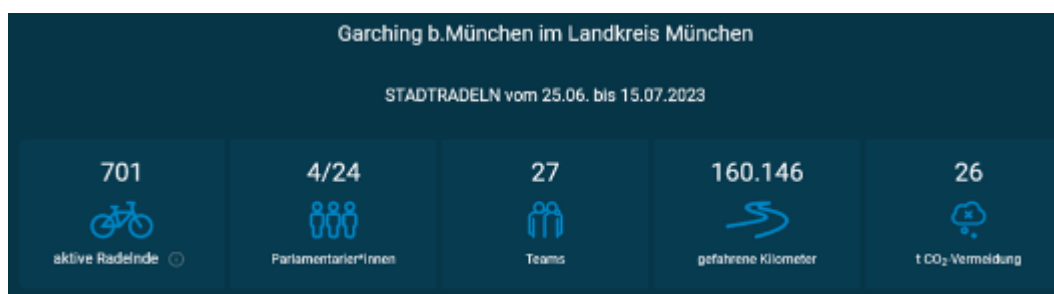 Garching b.München im Landkreis München
STADTRADELN vom 25.06. bis 15.07.2023
701
4/24
27
160.146
26
aktive Radelnde
Parlamentarier*innen
Teams
gefahrene Kilometer
t CO₂-Vermeidung